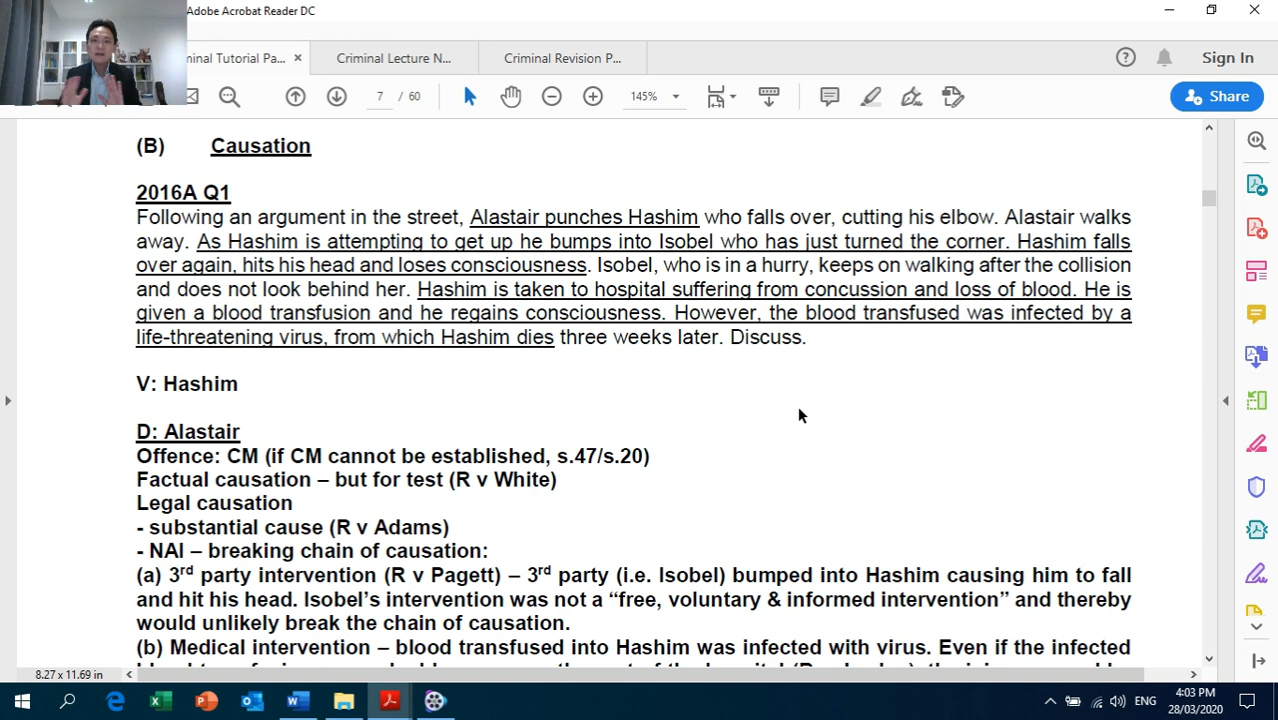 Adobe Acrobat Reader DC
minal Tutorial Pa... Criminal Lecture N... Criminal Revision P... Sign In
7 / 60 145% Share
(B) Causation
2016A Q1
Following an argument in the street, Alastair punches Hashim who falls over, cutting his elbow. Alastair walks
away. As Hashim is attempting to get up he bumps into Isobel who has just turned the corner. Hashim falls
over again, hits his head and loses consciousness. Isobel, who is in a hurry, keeps on walking after the collision
and does not look behind her. Hashim is taken to hospital suffering from concussion and loss of blood. He is
given a blood transfusion and he regains consciousness. However, the blood transfused was infected by a
life-threatening virus, from which Hashim dies three weeks later. Discuss.
V: Hashim
D: Alastair
Offence: CM (if CM cannot be established, s.47/s.20)
Factual causation – but for test (R v White)
Legal causation
- substantial cause (R v Adams)
- NAI – breaking chain of causation:
(a) 3rd party intervention (R v Pagett) – 3rd party (i.e. Isobel) bumped into Hashim causing him to fall
and hit his head. Isobel's intervention was not a “free, voluntary & informed intervention” and thereby
would unlikely break the chain of causation.
(b) Medical intervention – blood transfused into Hashim was infected with virus. Even if the infected
8.27 x 11.69 in
ENG 4:03 PM
28/03/2020